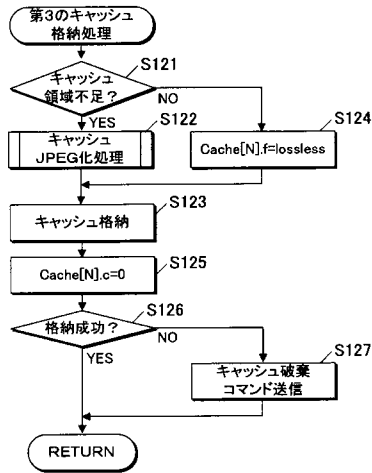 第3のキャッシュ
格納処理
S121
キャッシュ
領域不足?
NO
YES
S122
キャッシュ
JPEG化処理
S124
Cache[N].f=lossless
S123
キャッシュ格納
S125
Cache[N].c=0
S126
格納成功?
NO
YES
S127
キャッシュ破棄
コマンド送信
RETURN